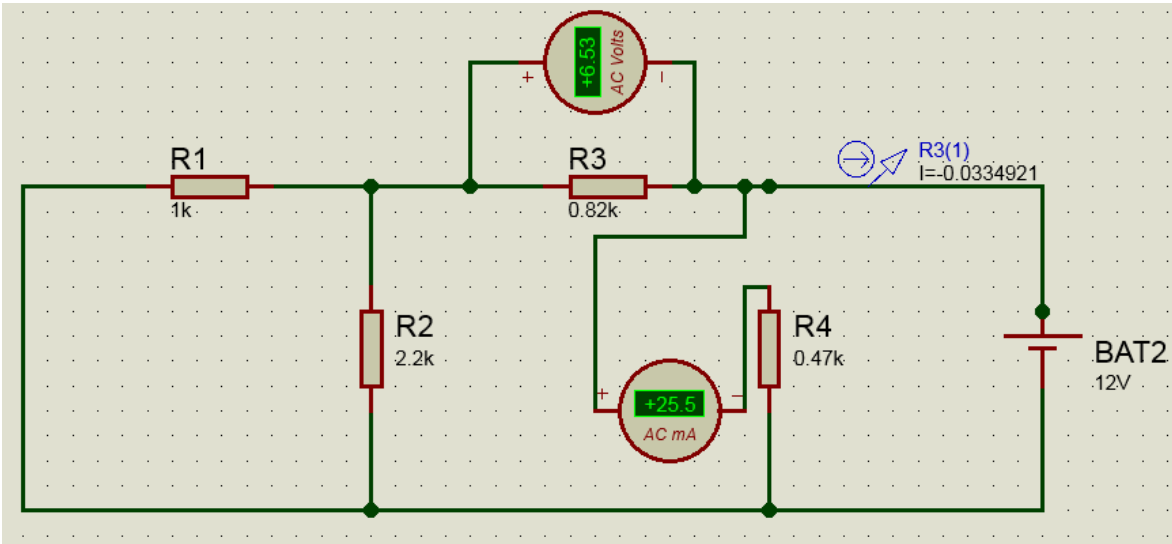 +6.53
AC Volts
+
-
R1
1k
R3
0.82k
R3(1)
I=-0.0334921
R2
2.2k
R4
0.47k
+
-
+25.5
AC mA
BAT2
12V